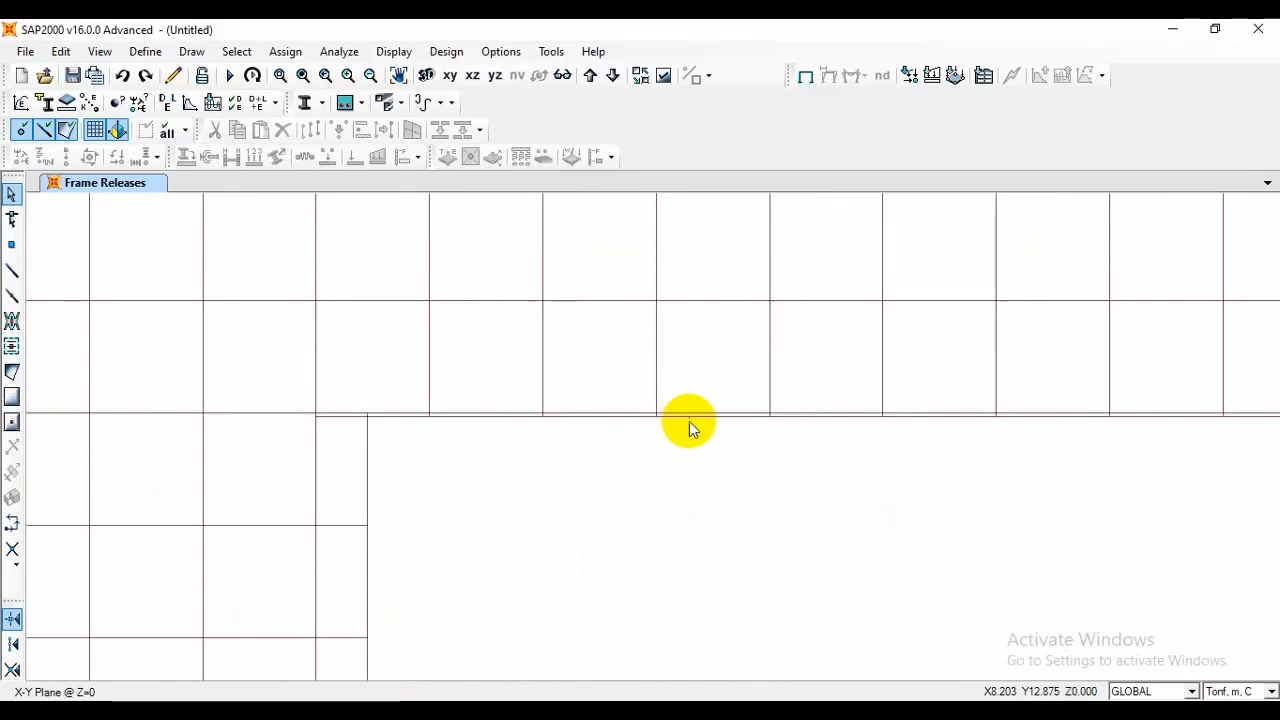 SAP2000 v16.0.0 Advanced - (Untitled)
File Edit View Define Draw Select Assign Analyze Display Design Options Tools Help
3D xy xz yz nv nd
all
Frame Releases
Activate Windows
Go to Settings to activate Windows.
X-Y Plane @ Z=0 X8.203 Y12.875 Z0.000 GLOBAL Tonf, m, C